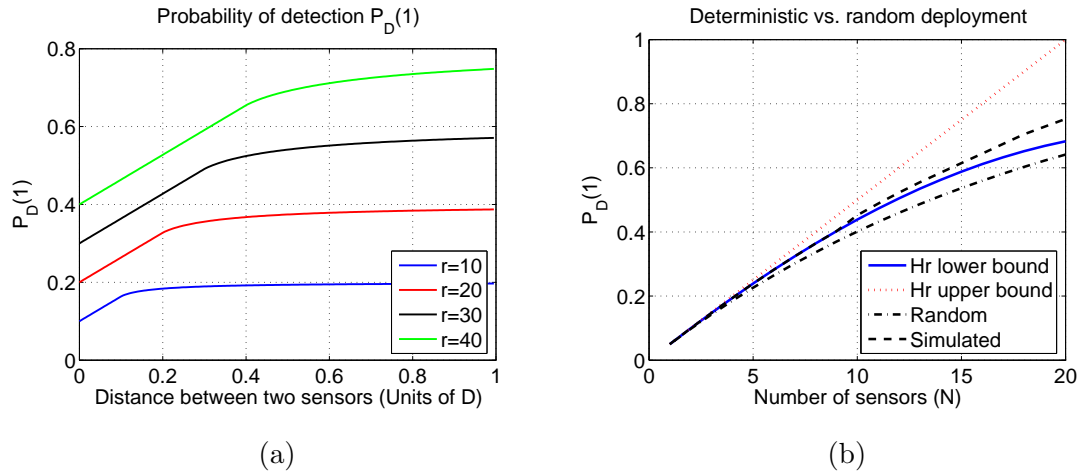 Probability of detection P_D(1)
P_D(1)
0.8
0.6
0.4
0.2
0
0
0.2
0.4
0.6
0.8
1
Distance between two sensors (Units of D)
r=10
r=20
r=30
r=40
(a)
Deterministic vs. random deployment
P_D(1)
1
0.8
0.6
0.4
0.2
0
0
5
10
15
20
Number of sensors (N)
Hr lower bound
Hr upper bound
Random
Simulated
(b)